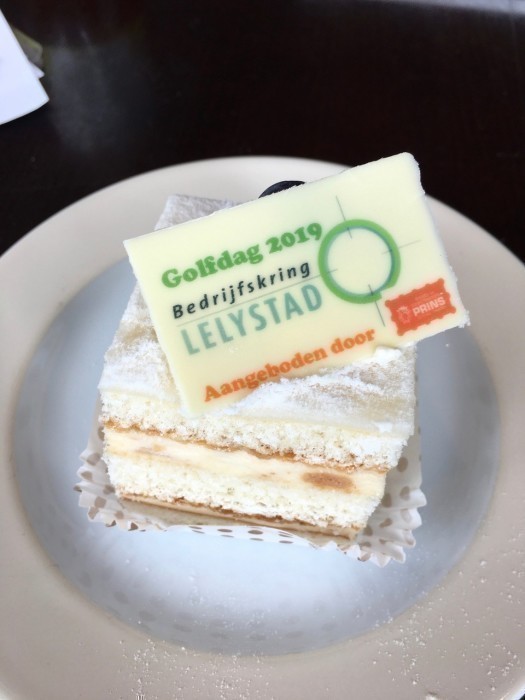 Golfdag 2019
Bedrijfskring
LELYSTAD
Aangeboden door
PRINS